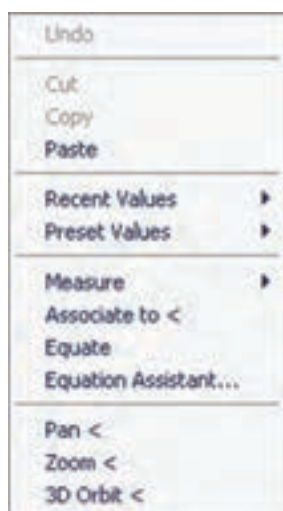 Undo
Cut
Copy
Paste
Recent Values
Preset Values
Measure
Associate to <
Equate
Equation Assistant...
Pan <
Zoom <
3D Orbit <